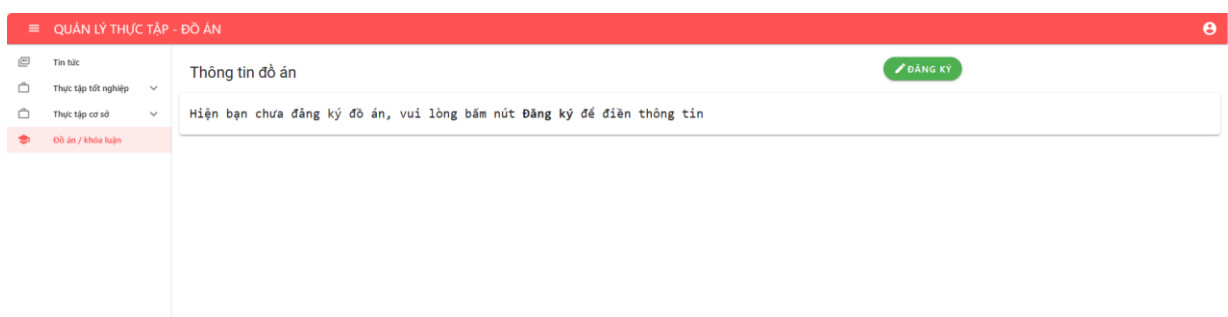 QUẢN LÝ THỰC TẬP - ĐỒ ÁN
Tin tức
Thực tập tốt nghiệp
Thực tập cơ sở
Đồ án / khóa luận
Thông tin đồ án
ĐĂNG KÝ
Hiện bạn chưa đăng ký đồ án, vui lòng bấm nút Đăng ký để điền thông tin